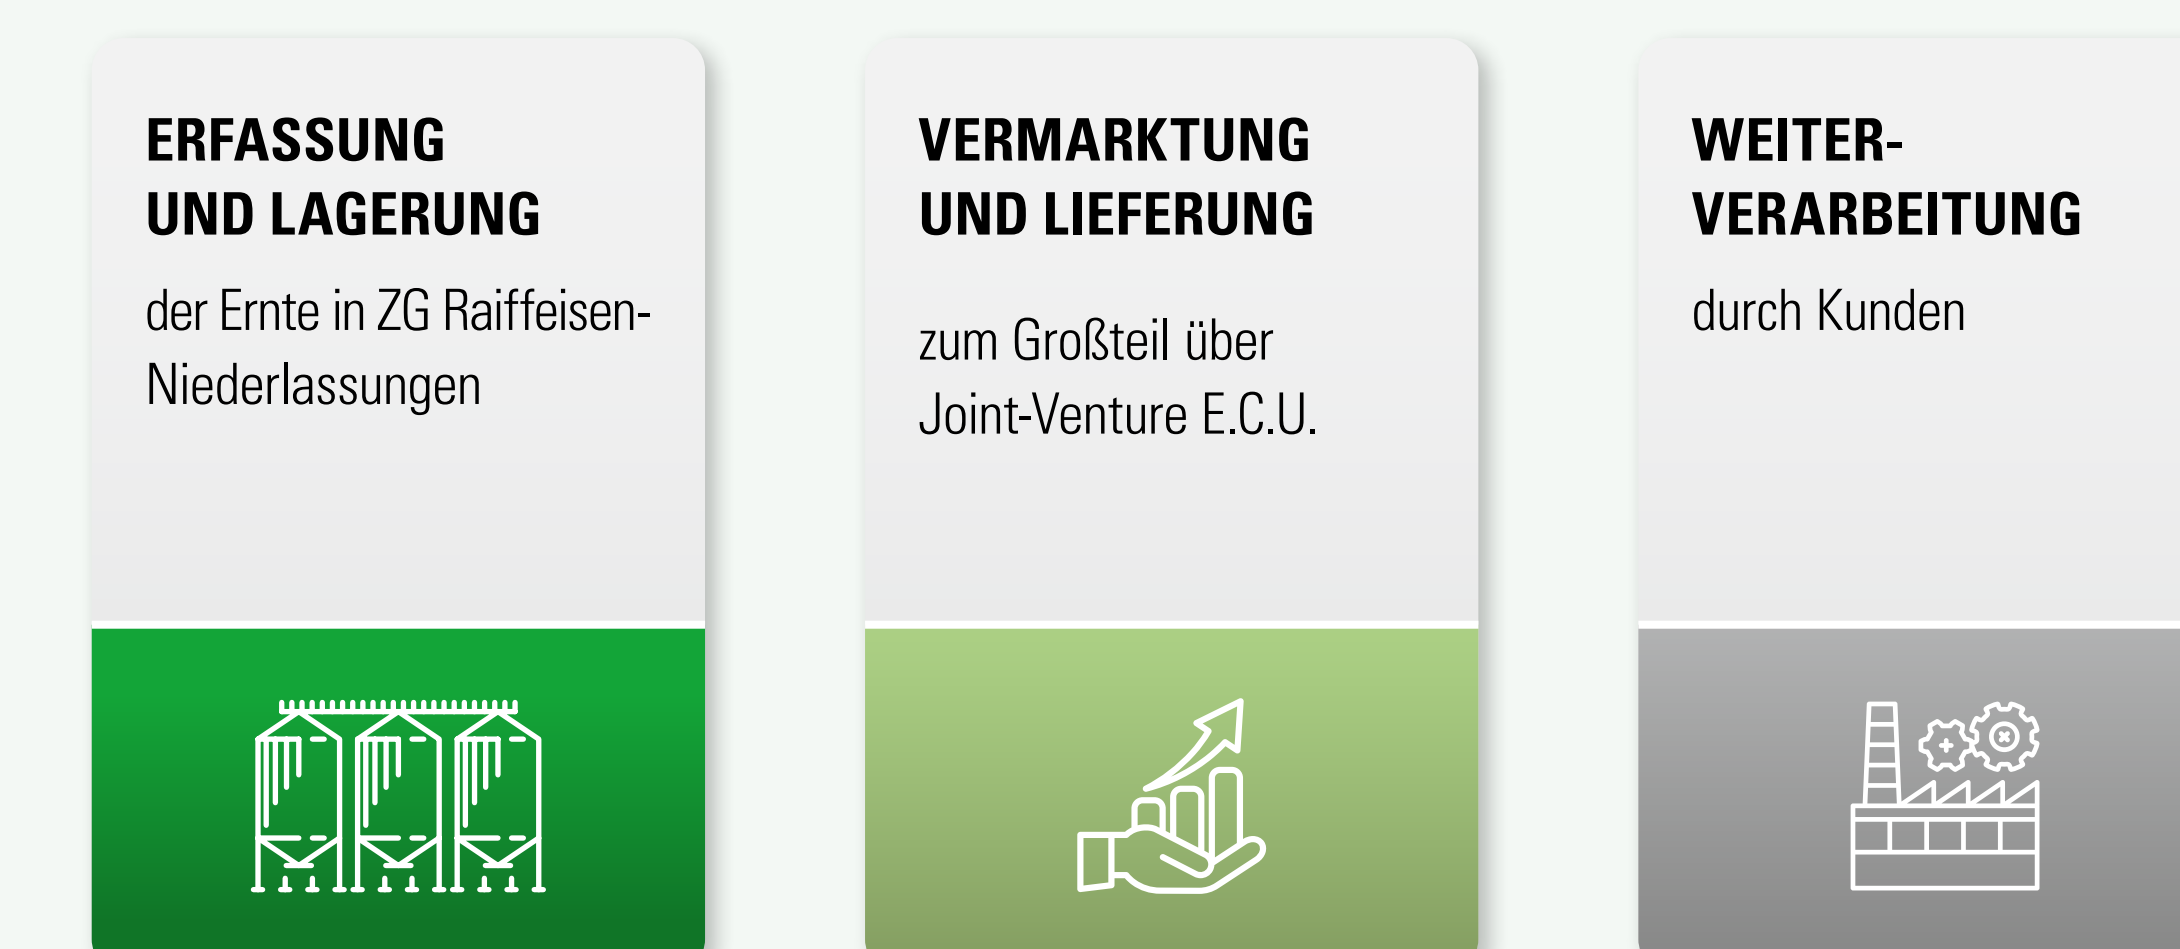 ERFASSUNG
UND LAGERUNG
der Ernte in ZG Raiffeisen-
Niederlassungen
VERMARKTUNG
UND LIEFERUNG
zum Großteil über
Joint-Venture E.C.U.
WEITER-
VERARBEITUNG
durch Kunden